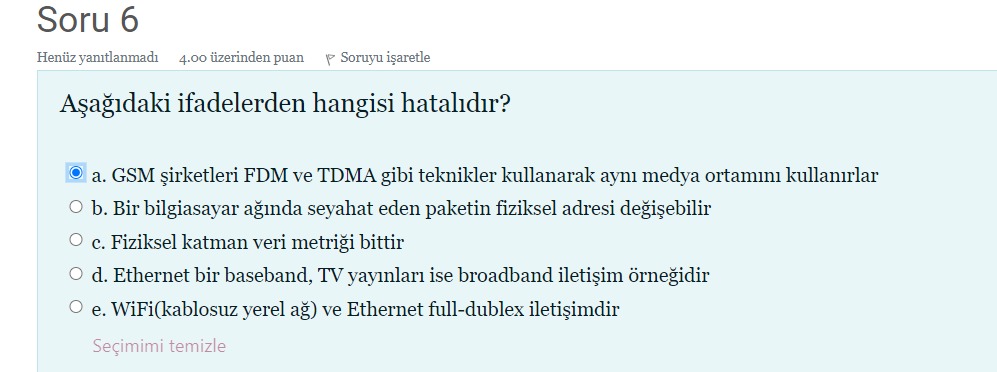 Soru 6
Henüz yanıtlanmadı 4.00 üzerinden puan Soruyu işaretle
Aşağıdaki ifadelerden hangisi hatalıdır?
a. GSM şirketleri FDM ve TDMA gibi teknikler kullanarak aynı medya ortamını kullanırlar
b. Bir bilgiasayar ağında seyahat eden paketin fiziksel adresi değişebilir
c. Fiziksel katman veri metriği bittir
d. Ethernet bir baseband, TV yayınları ise broadband iletişim örneğidir
e. WiFi(kablosuz yerel ağ) ve Ethernet full-dublex iletişimdir
Seçimimi temizle